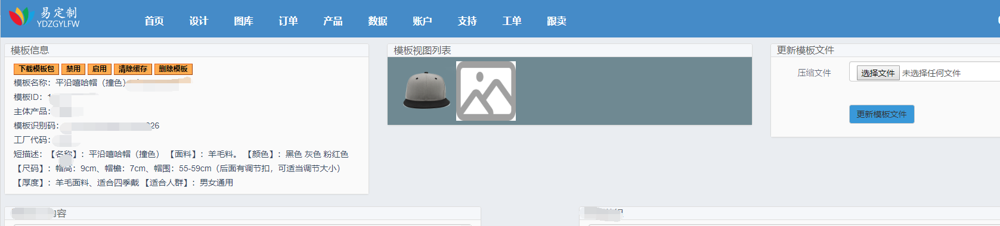 易定制
YDZGYLFW
首页 设计 图库 订单 产品 数据 账户 支持 工单 跟卖
模板信息
下载模板包 禁用 启用 清除缓存 删除模板
模板名称：平沿嘻哈帽（撞色）
模板ID：
主体产品：
模板识别码： 326
工厂代码：
短描述：【名称】：平沿嘻哈帽（撞色） 【面料】：羊毛料。 【颜色】：黑色 灰色 粉红色
【尺码】：帽高：9cm、帽檐：7cm、帽围：55-59cm（后面有调节扣，可适当调节大小）
【厚度】：羊毛面料、适合四季戴 【适合人群】：男女通用
模板视图列表
更新模板文件
压缩文件 选择文件 未选择任何文件
更新模板文件
内容